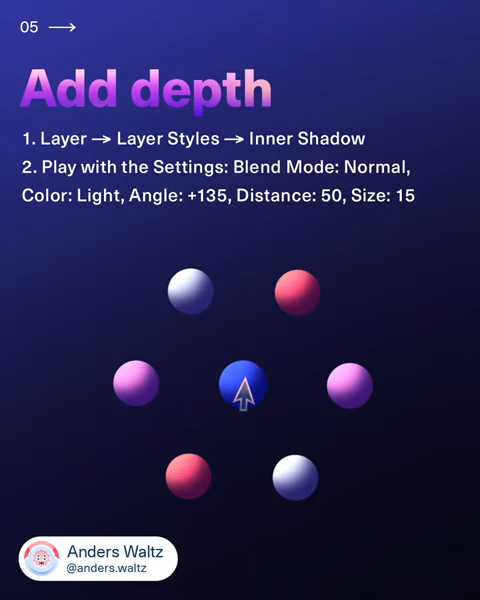 05 →
Add depth
1. Layer → Layer Styles → Inner Shadow
2. Play with the Settings: Blend Mode: Normal,
Color: Light, Angle: +135, Distance: 50, Size: 15
Anders Waltz
@anders.waltz